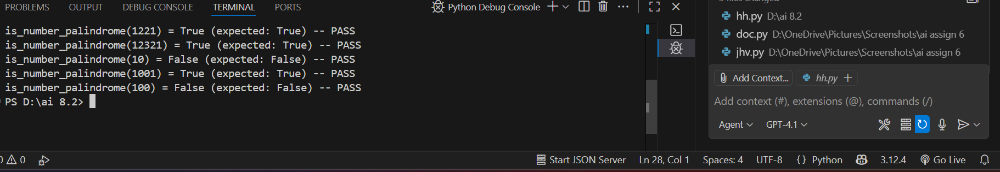 PROBLEMS OUTPUT DEBUG CONSOLE TERMINAL PORTS
Python Debug Console
is_number_palindrome(1221) = True (expected: True) -- PASS
is_number_palindrome(12321) = True (expected: True) -- PASS
is_number_palindrome(10) = False (expected: False) -- PASS
is_number_palindrome(1001) = True (expected: True) -- PASS
is_number_palindrome(100) = False (expected: False) -- PASS
PS D:\ai 8.2>
files changed
hh.py D:\ai 8.2
doc.py D:\OneDrive\Pictures\Screenshots\ai assign 6
jhv.py D:\OneDrive\Pictures\Screenshots\ai assign 6
Add Context... hh.py
Add context (#), extensions (@), commands (/)
Agent GPT-4.1
0 0 Start JSON Server Ln 28, Col 1 Spaces: 4 UTF-8 {} Python 3.12.4 Go Live